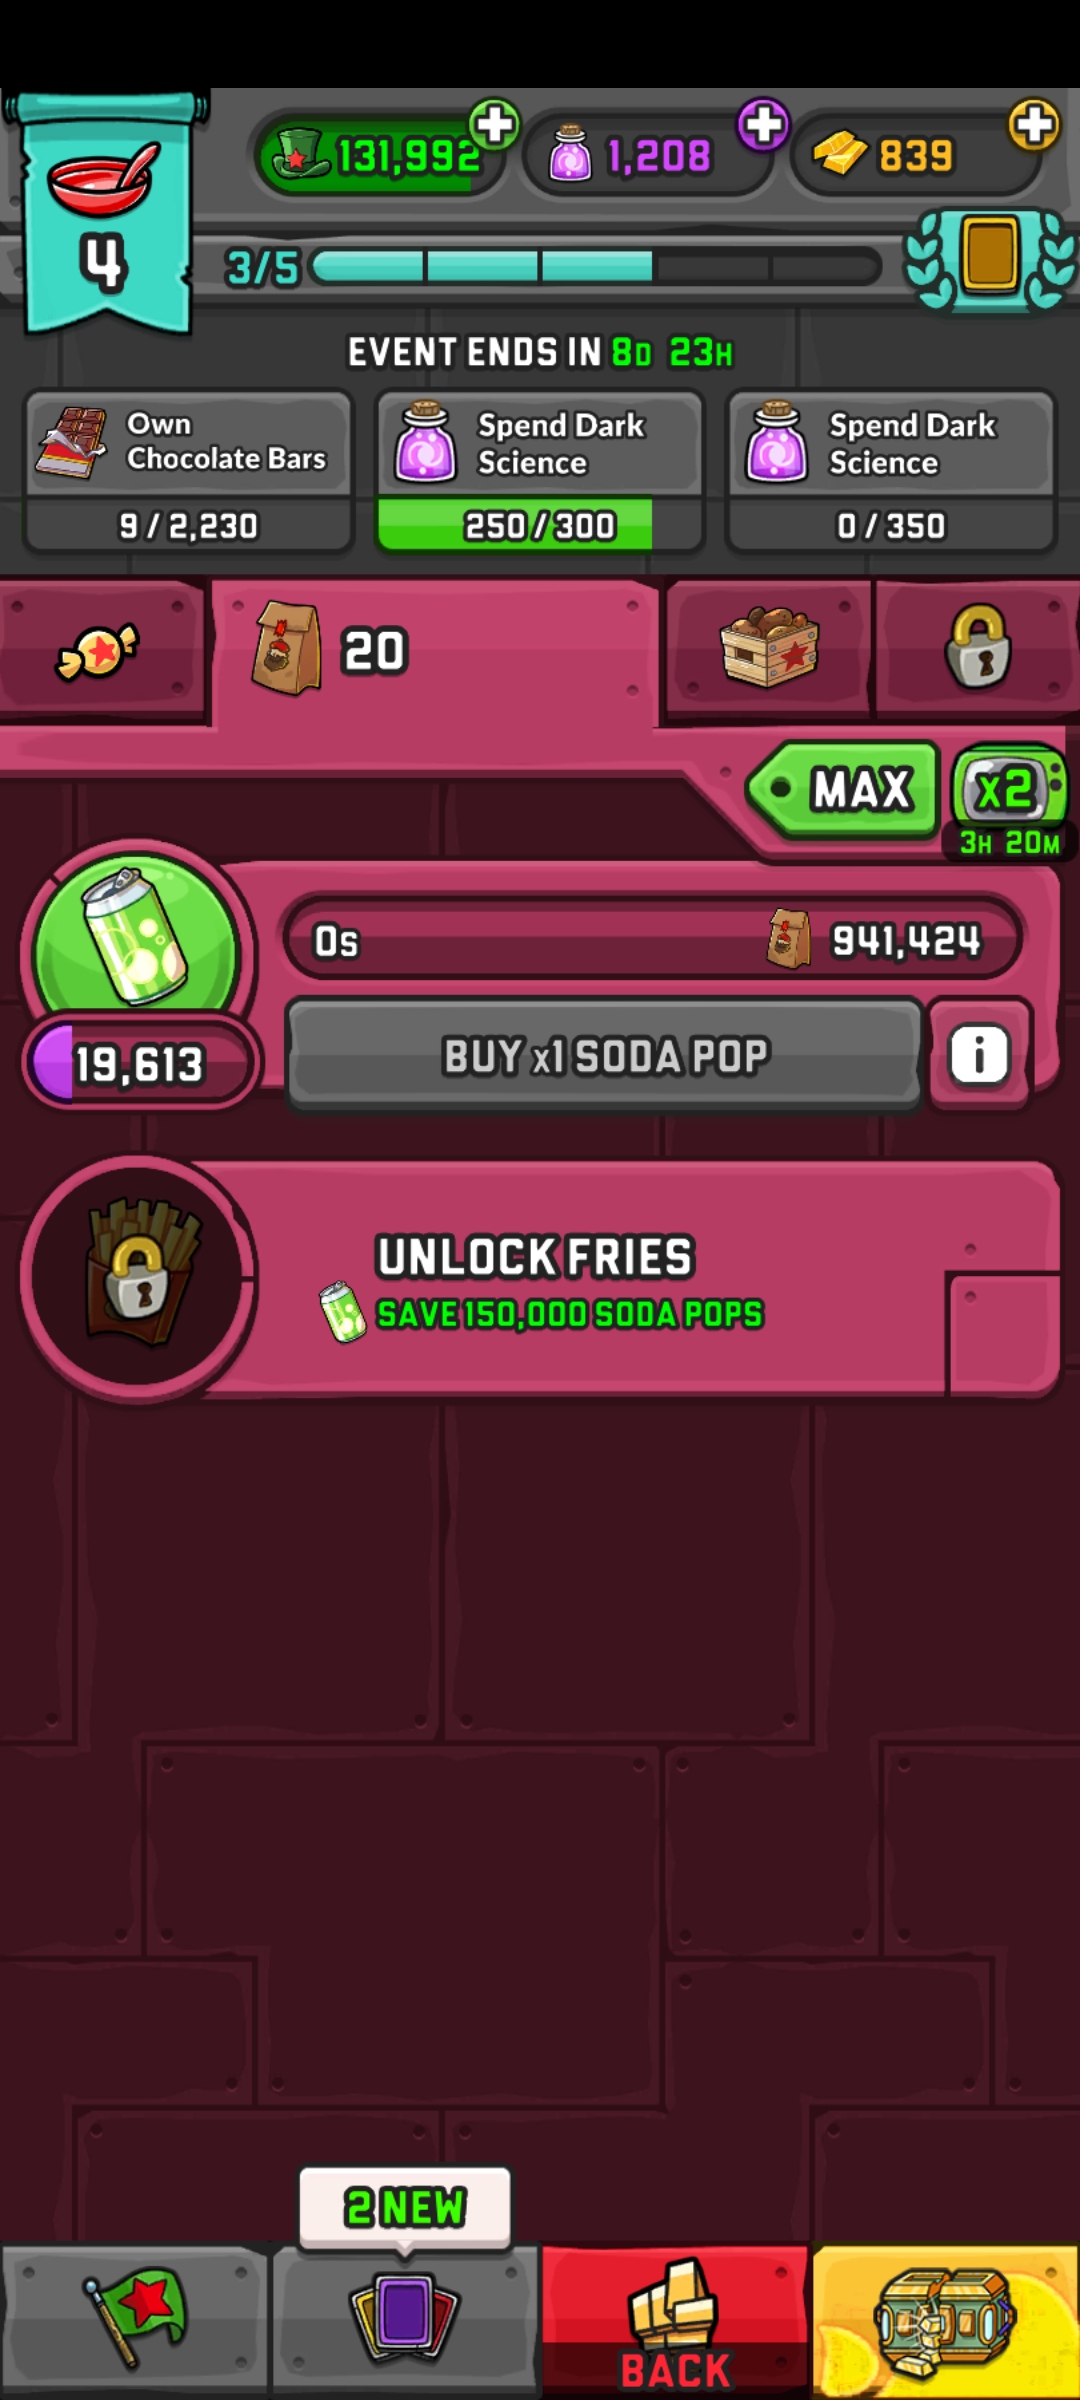 131,992
1,208
839
4
3/5
EVENT ENDS IN 8D 23H
Own
Chocolate Bars
9 / 2,230
Spend Dark
Science
250 / 300
Spend Dark
Science
0 / 350
20
MAX
x2
3H 20M
0s
941,424
19,613
BUY x1 SODA POP
i
UNLOCK FRIES
SAVE 150,000 SODA POPS
2 NEW
BACK